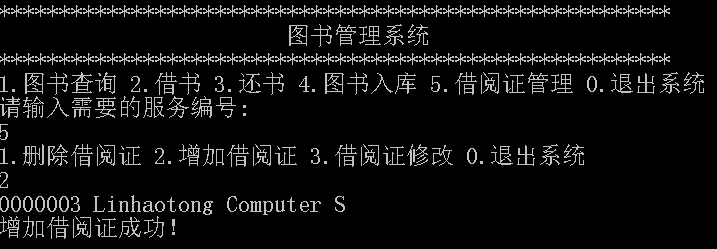 ************************************************************
图书管理系统
************************************************************
1.图书查询 2.借书 3.还书 4.图书入库 5.借阅证管理 0.退出系统
请输入需要的服务编号:
5
1.删除借阅证 2.增加借阅证 3.借阅证修改 0.退出系统
2
0000003 Linhaotong Computer S
增加借阅证成功!